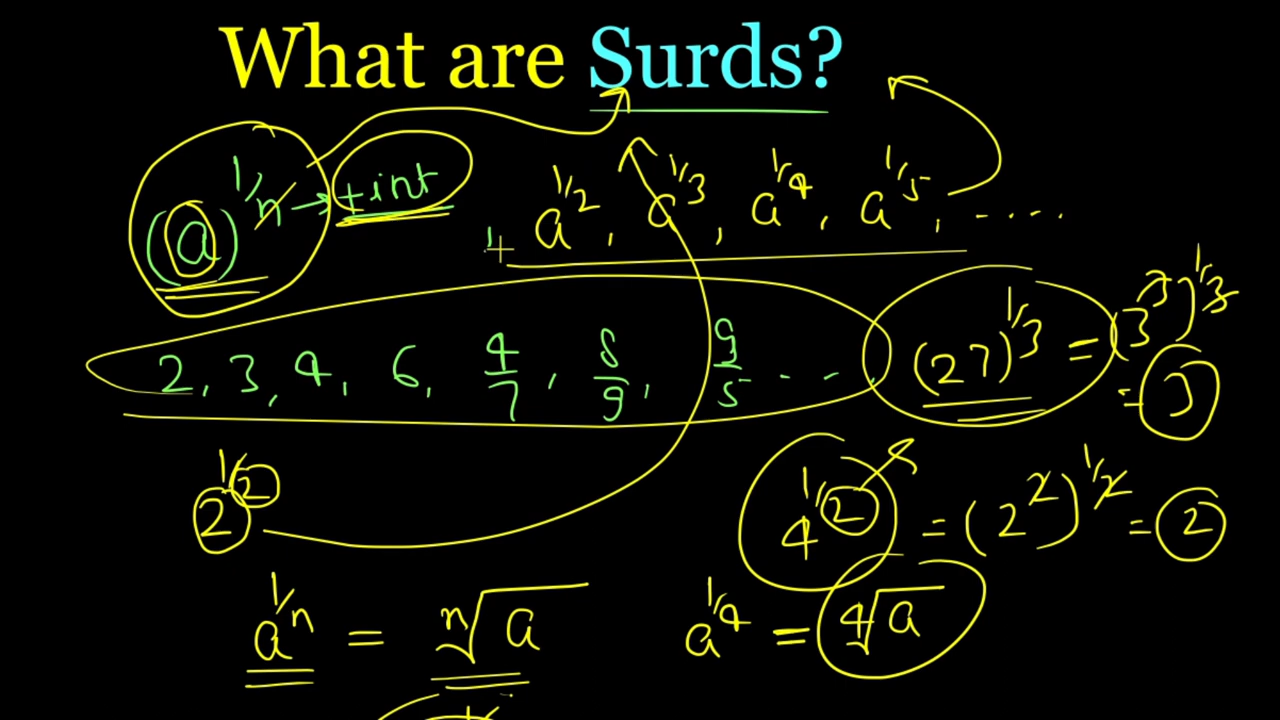 What are Surds?
(a)^1/n → +int
+ a^1/2, a^1/3, a^1/4, a^1/5, ....
2, 3, 4, 6, 4/7, 8/9, 9/5 ...
(27)^1/3 = (3^3)^1/3
= 3
2^1/2
4^1/2 = (2^2)^1/2 = 2
a^1/n = ⁿ√a
a^1/4 = ⁴√a